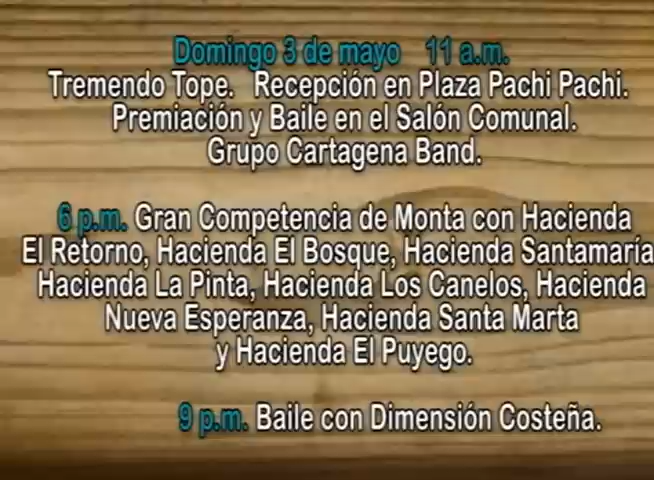 Domingo 3 de mayo 11 a.m.
Tremendo Tope. Recepción en Plaza Pachi Pachi.
Premiación y Baile en el Salón Comunal.
Grupo Cartagena Band.
6 p.m. Gran Competencia de Monta con Hacienda
El Retorno, Hacienda El Bosque, Hacienda Santamaría
Hacienda La Pinta, Hacienda Los Canelos, Hacienda
Nueva Esperanza, Hacienda Santa Marta
y Hacienda El Puyego.
9 p.m. Baile con Dimensión Costeña.